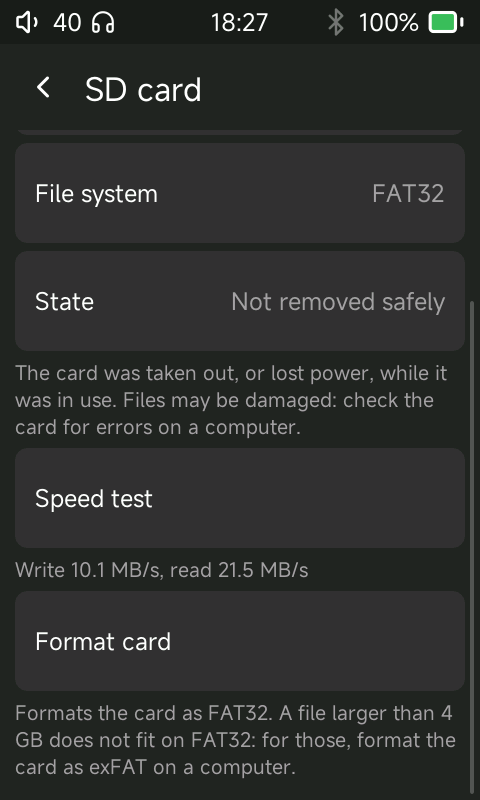 40 18:27 100%
SD card
File system FAT32
State Not removed safely
The card was taken out, or lost power, while it
was in use. Files may be damaged: check the
card for errors on a computer.
Speed test
Write 10.1 MB/s, read 21.5 MB/s
Format card
Formats the card as FAT32. A file larger than 4
GB does not fit on FAT32: for those, format the
card as exFAT on a computer.